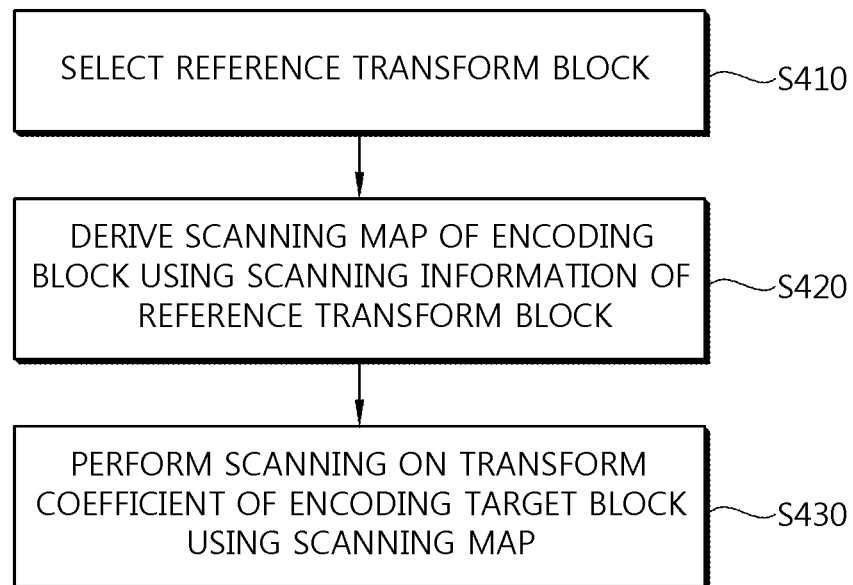 SELECT REFERENCE TRANSFORM BLOCK
S410
DERIVE SCANNING MAP OF ENCODING
BLOCK USING SCANNING INFORMATION OF
REFERENCE TRANSFORM BLOCK
S420
PERFORM SCANNING ON TRANSFORM
COEFFICIENT OF ENCODING TARGET BLOCK
USING SCANNING MAP
S430